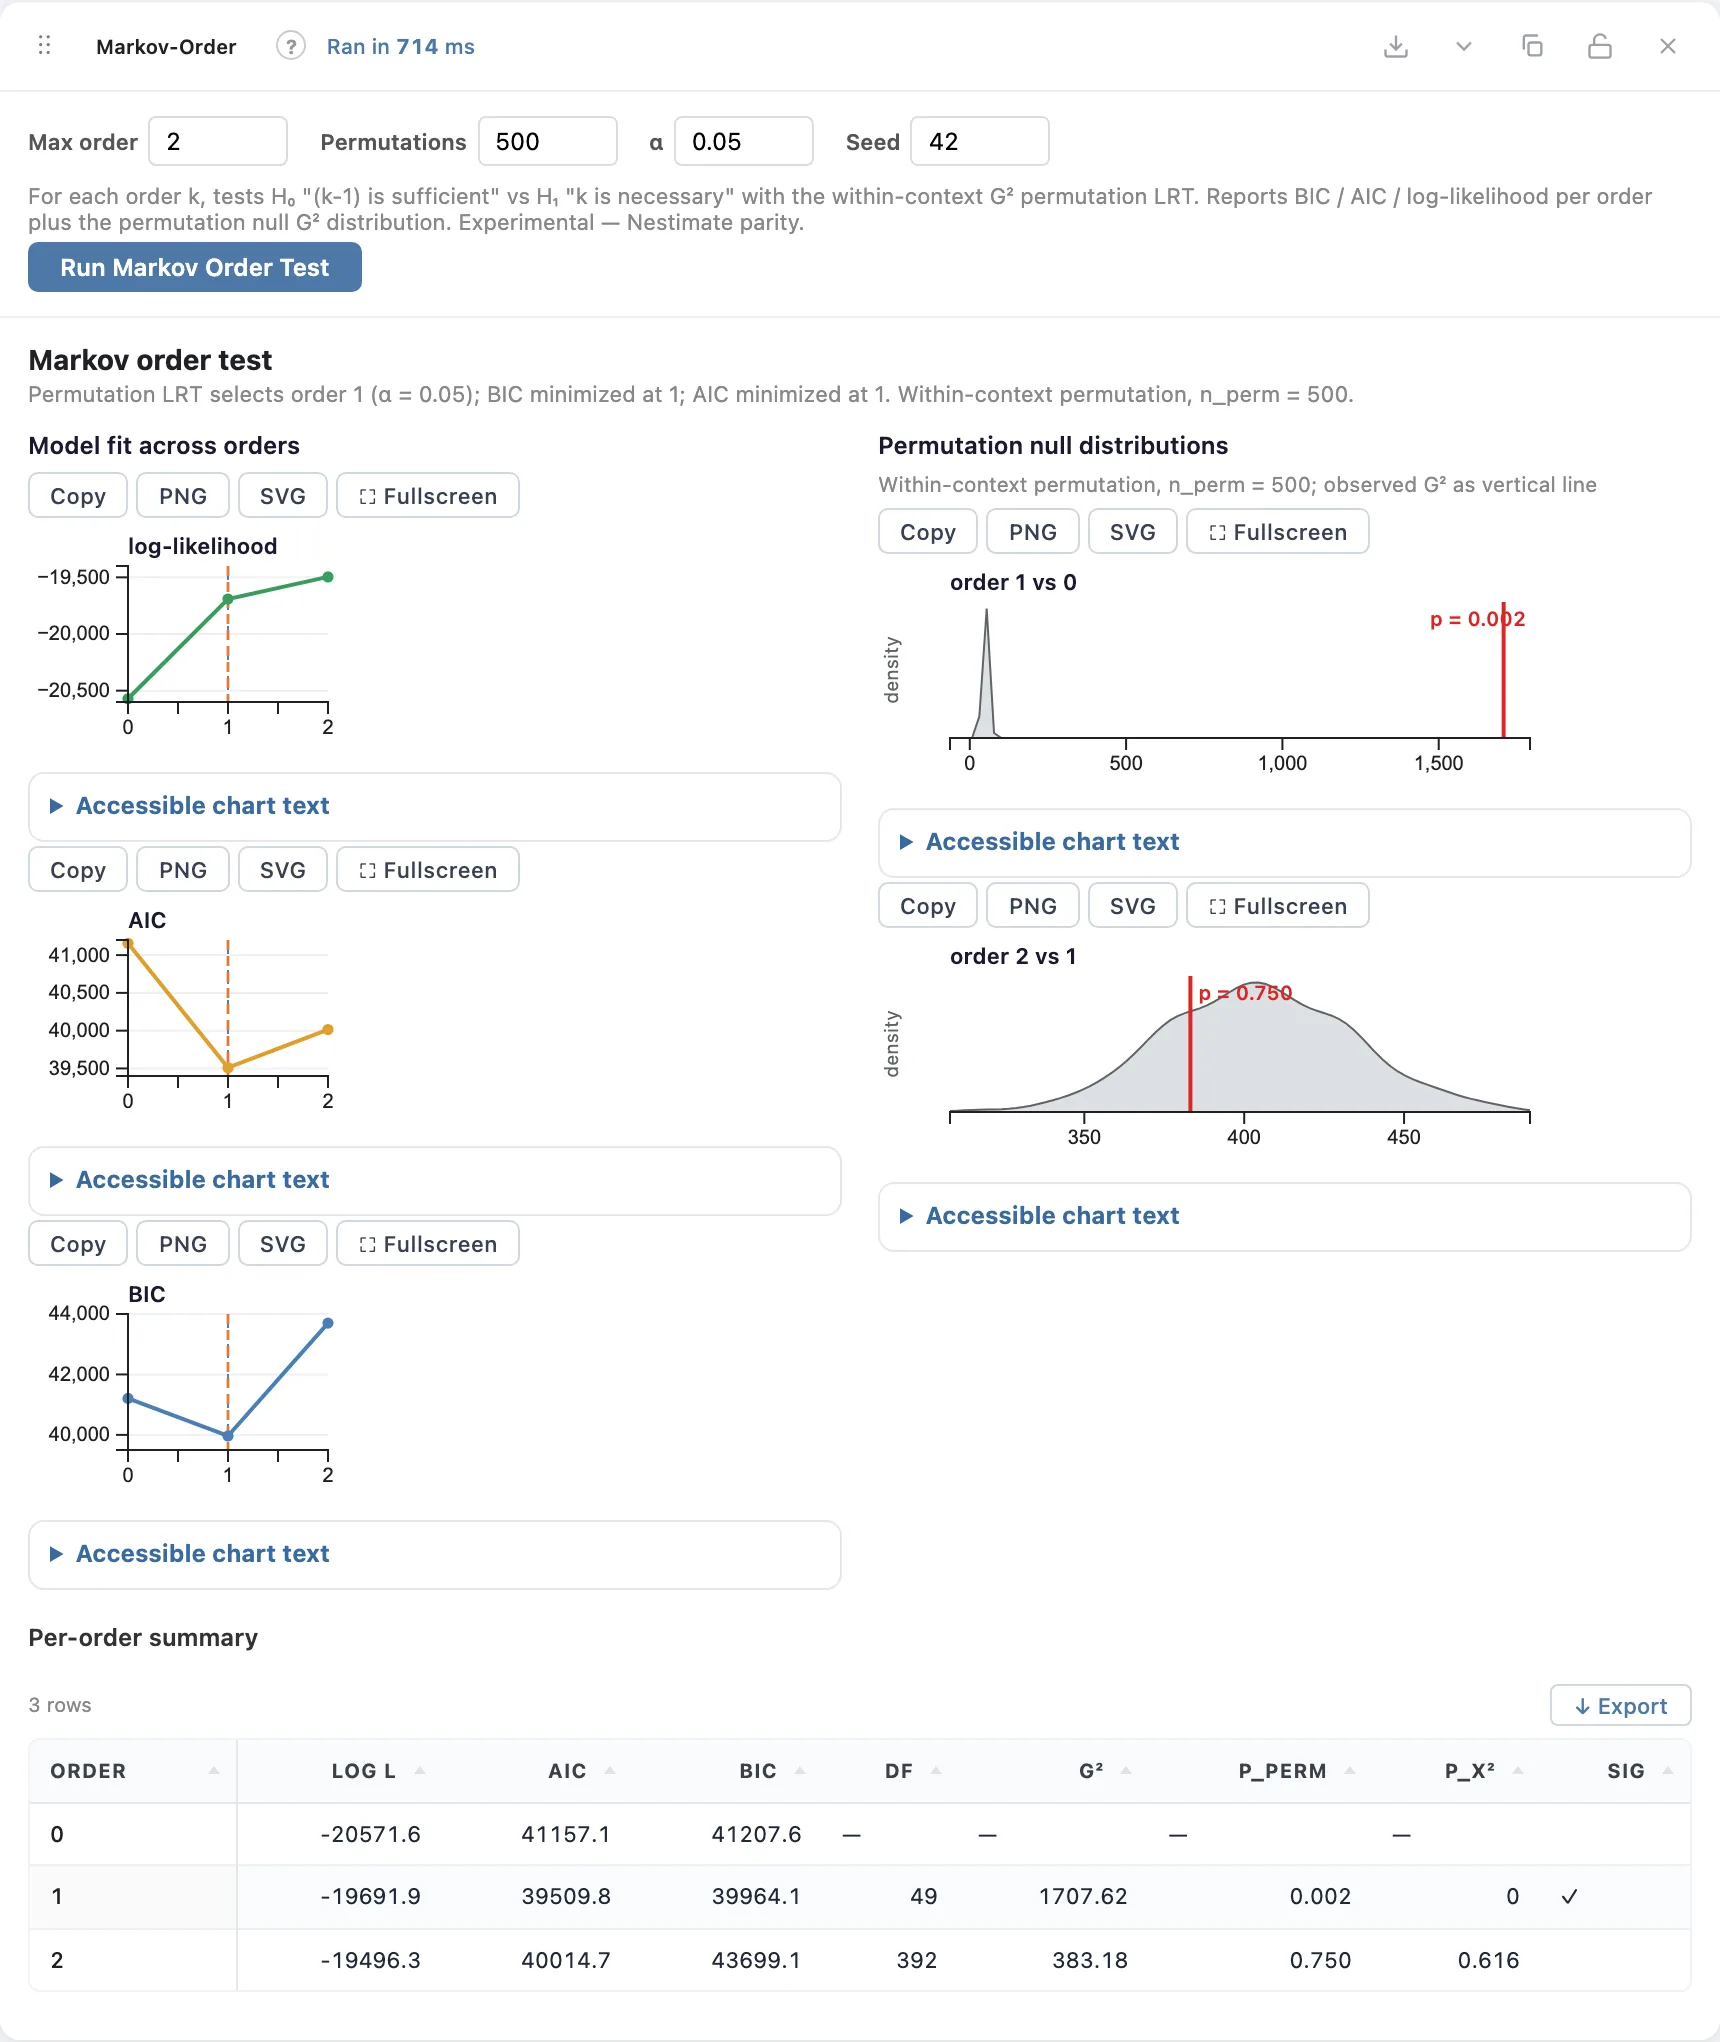 Markov-Order ? Ran in 714 ms
Max order 2 Permutations 500 α 0.05 Seed 42
For each order k, tests H₀ "(k-1) is sufficient" vs H₁ "k is necessary" with the within-context G² permutation LRT. Reports BIC / AIC / log-likelihood per order
plus the permutation null G² distribution. Experimental — Nestimate parity.
Run Markov Order Test
Markov order test
Permutation LRT selects order 1 (α = 0.05); BIC minimized at 1; AIC minimized at 1. Within-context permutation, n_perm = 500.
Model fit across orders
Copy PNG SVG Fullscreen
log-likelihood
−19,500
−20,000
−20,500
0 1 2
Accessible chart text
Copy PNG SVG Fullscreen
AIC
41,000
40,500
40,000
39,500
0 1 2
Accessible chart text
Copy PNG SVG Fullscreen
BIC
44,000
42,000
40,000
0 1 2
Accessible chart text
Permutation null distributions
Within-context permutation, n_perm = 500; observed G² as vertical line
Copy PNG SVG Fullscreen
order 1 vs 0
p = 0.002
density
0 500 1,000 1,500
Accessible chart text
Copy PNG SVG Fullscreen
order 2 vs 1
p = 0.750
density
350 400 450
Accessible chart text
Per-order summary
3 rows
↓ Export
ORDER LOG L AIC BIC DF G² P_PERM P_X² SIG
0 -20571.6 41157.1 41207.6 — — — —
1 -19691.9 39509.8 39964.1 49 1707.62 0.002 0 ✓
2 -19496.3 40014.7 43699.1 392 383.18 0.750 0.616